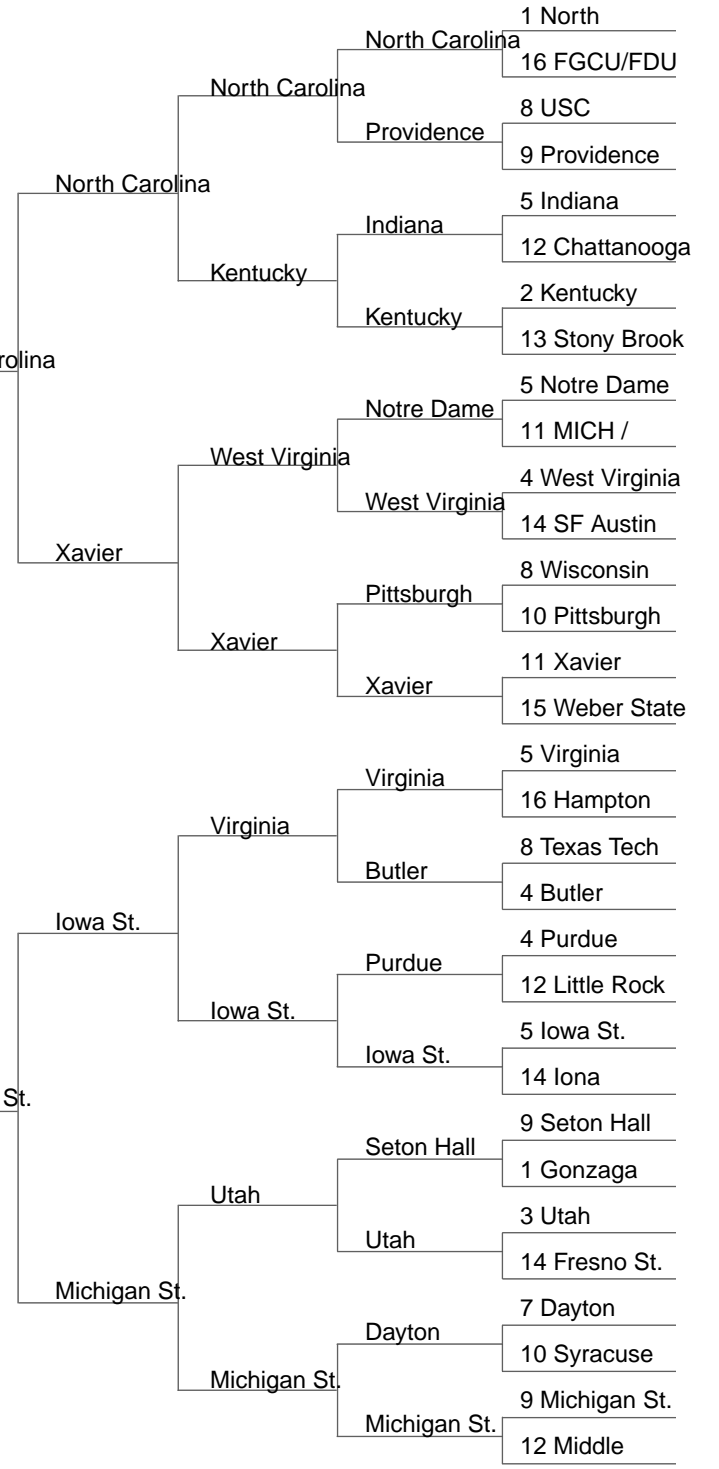 1 North
North Carolina
16 FGCU/FDU
North Carolina
8 USC
Providence
9 Providence
North Carolina
5 Indiana
Indiana
12 Chattanooga
Kentucky
2 Kentucky
Kentucky
13 Stony Brook
rolina
5 Notre Dame
Notre Dame
11 MICH /
West Virginia
4 West Virginia
West Virginia
14 SF Austin
Xavier
8 Wisconsin
Pittsburgh
10 Pittsburgh
Xavier
11 Xavier
Xavier
15 Weber State
5 Virginia
Virginia
16 Hampton
Virginia
8 Texas Tech
Butler
4 Butler
Iowa St.
4 Purdue
Purdue
12 Little Rock
Iowa St.
5 Iowa St.
Iowa St.
14 Iona
St.
9 Seton Hall
Seton Hall
1 Gonzaga
Utah
3 Utah
Utah
14 Fresno St.
Michigan St.
7 Dayton
Dayton
10 Syracuse
Michigan St.
9 Michigan St.
Michigan St.
12 Middle